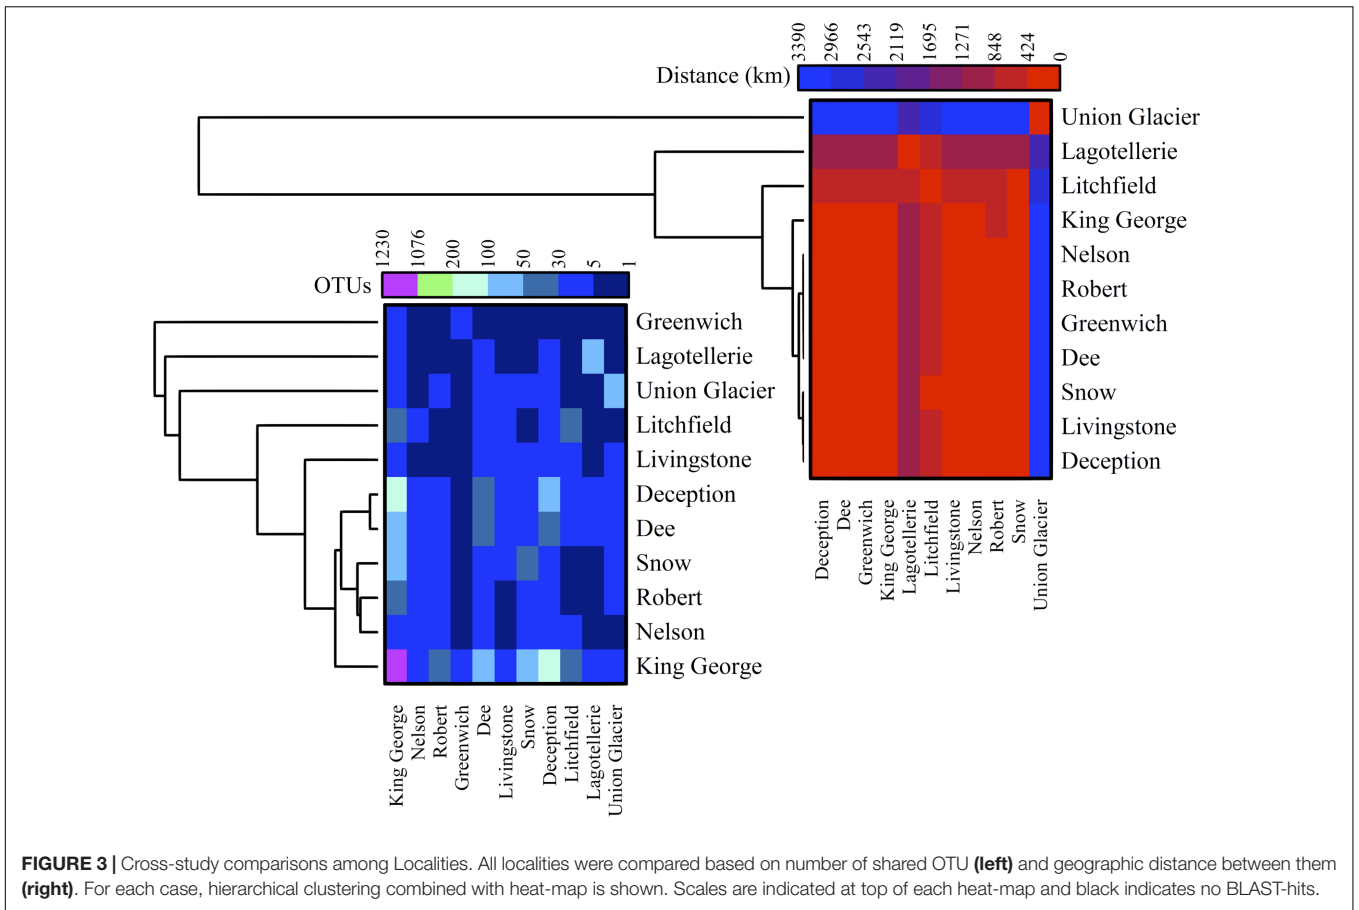 3390
2966
2543
2119
1695
1271
848
424
0
Distance (km)
Union Glacier
Lagotellerie
Litchfield
King George
Nelson
Robert
Greenwich
Dee
Snow
Livingstone
Deception
Deception
Dee
Greenwich
King George
Lagotellerie
Litchfield
Livingstone
Nelson
Robert
Snow
Union Glacier
1230
1076
200
100
50
30
5
1
OTUs
Greenwich
Lagotellerie
Union Glacier
Litchfield
Livingstone
Deception
Dee
Snow
Robert
Nelson
King George
King George
Nelson
Robert
Greenwich
Dee
Livingstone
Snow
Deception
Litchfield
Lagotellerie
Union Glacier
FIGURE 3 | Cross-study comparisons among Localities. All localities were compared based on number of shared OTU (left) and geographic distance between them
(right). For each case, hierarchical clustering combined with heat-map is shown. Scales are indicated at top of each heat-map and black indicates no BLAST-hits.